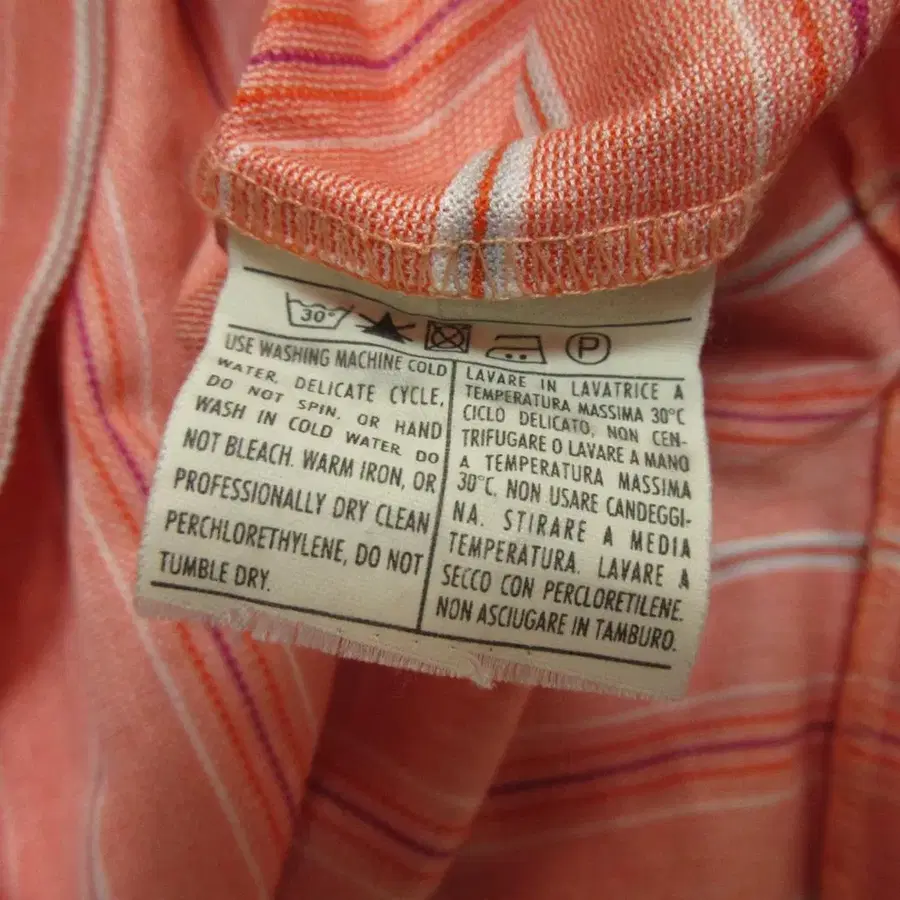 30°
P
USE WASHING MACHINE COLD
WATER, DELICATE CYCLE,
DO NOT SPIN, OR HAND
WASH IN COLD WATER. DO
NOT BLEACH. WARM IRON, OR
PROFESSIONALLY DRY CLEAN
PERCHLORETHYLENE, DO NOT
TUMBLE DRY.
LAVARE IN LAVATRICE A
TEMPERATURA MASSIMA 30°C
CICLO DELICATO, NON CEN-
TRIFUGARE O LAVARE A MANO
A TEMPERATURA MASSIMA
30°C. NON USARE CANDEGGI-
NA. STIRARE A MEDIA
TEMPERATURA. LAVARE A
SECCO CON PERCLORETILENE.
NON ASCIUGARE IN TAMBURO.